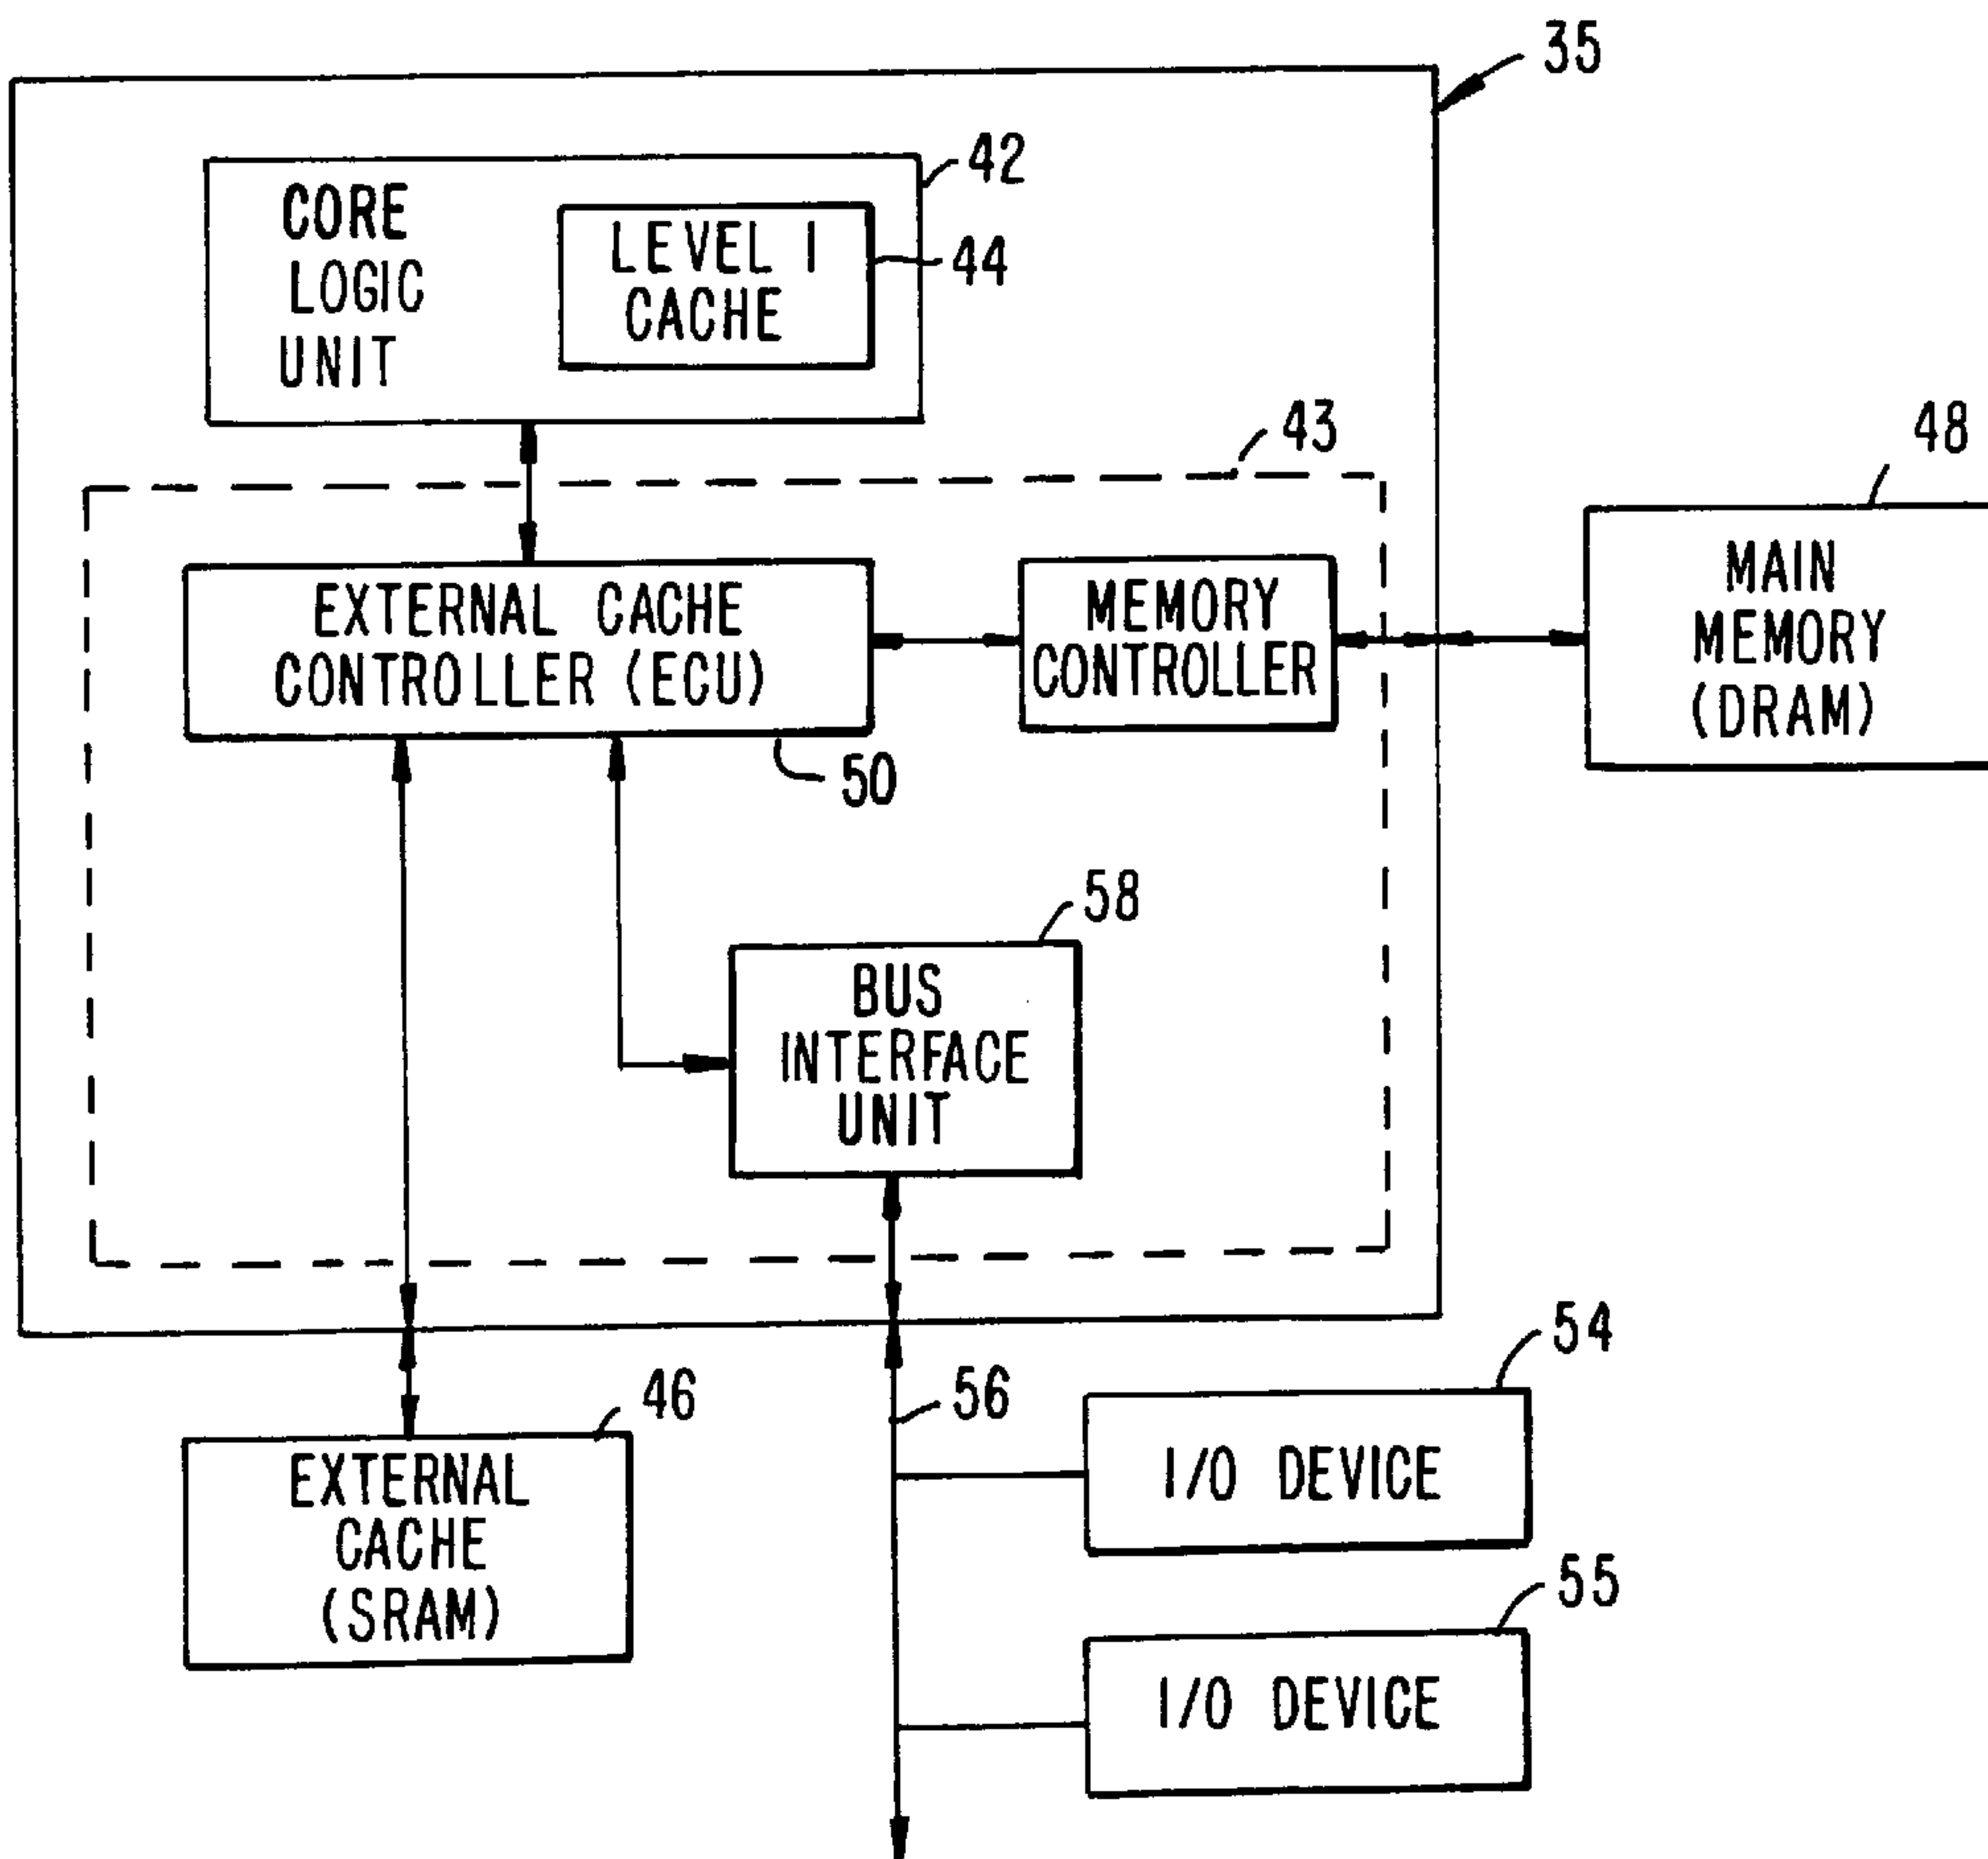 35
42
CORE
LOGIC
UNIT
LEVEL 1
CACHE
44
43
48
EXTERNAL CACHE
CONTROLLER (ECU)
50
MEMORY
CONTROLLER
MAIN
MEMORY
(DRAM)
58
BUS
INTERFACE
UNIT
46
EXTERNAL
CACHE
(SRAM)
56
54
I/O DEVICE
55
I/O DEVICE